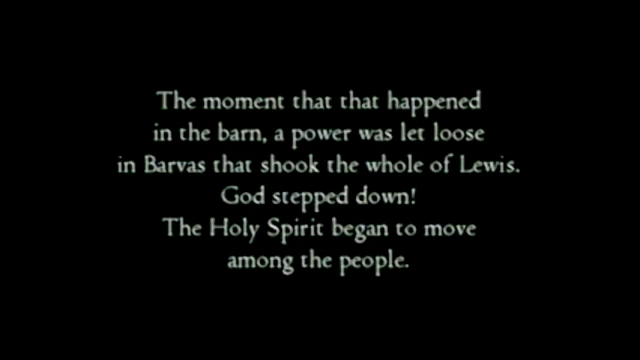 The moment that that happened
in the barn, a power was let loose
in Barvas that shook the whole of Lewis.
God stepped down!
The Holy Spirit began to move
among the people.